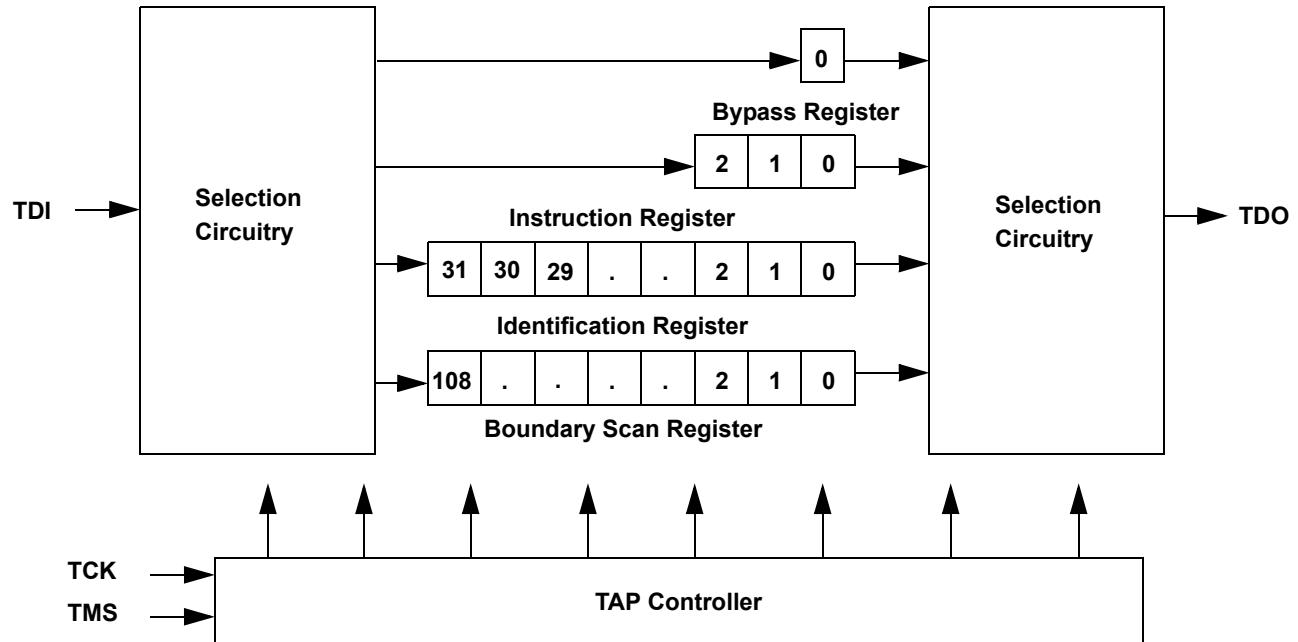 0
Bypass Register
2 1 0
TDI
Selection
Circuitry
Selection
Circuitry
TDO
Instruction Register
31 30 29 . . 2 1 0
Identification Register
108 . . . . 2 1 0
Boundary Scan Register
TCK
TMS
TAP Controller